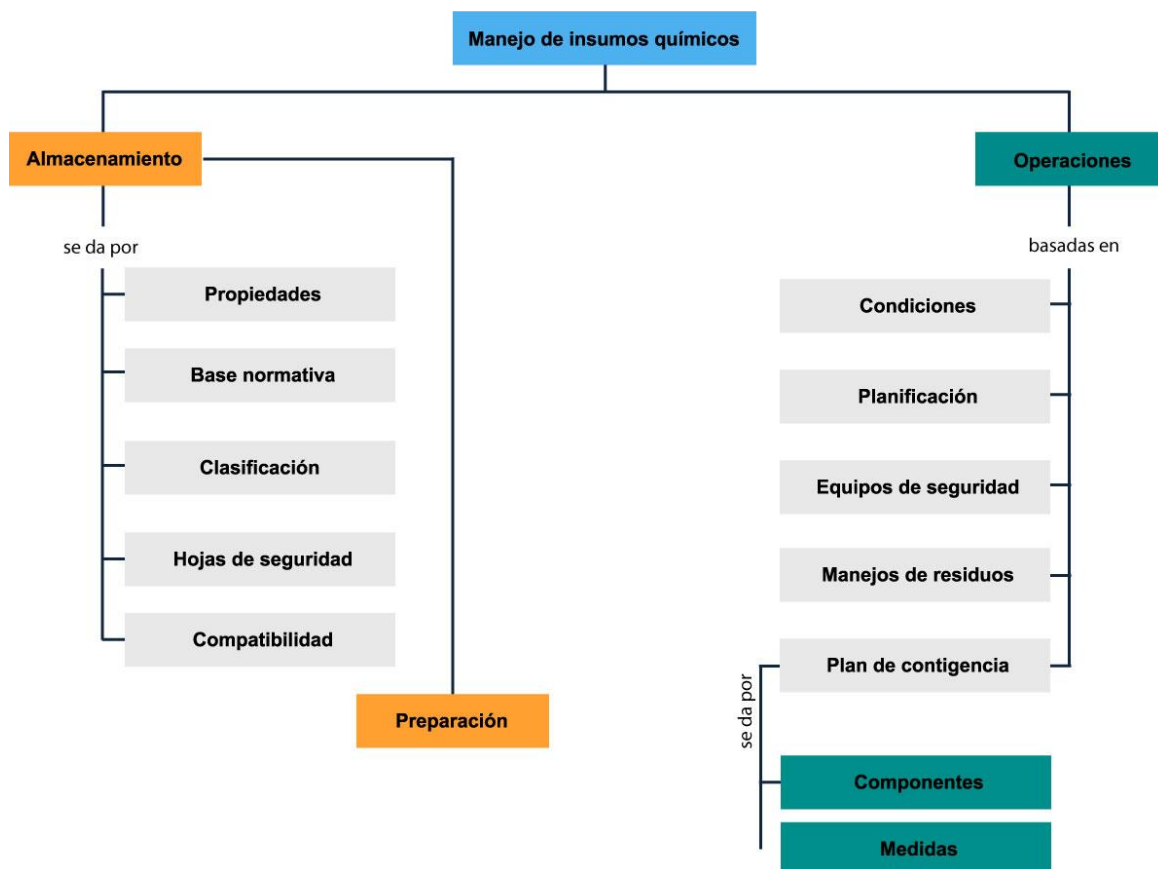 Manejo de insumos químicos
Almacenamiento
se da por
Propiedades
Base normativa
Clasificación
Hojas de seguridad
Compatibilidad
Preparación
Operaciones
basadas en
Condiciones
Planificación
Equipos de seguridad
Manejos de residuos
Plan de contigencia
se da por
Componentes
Medidas